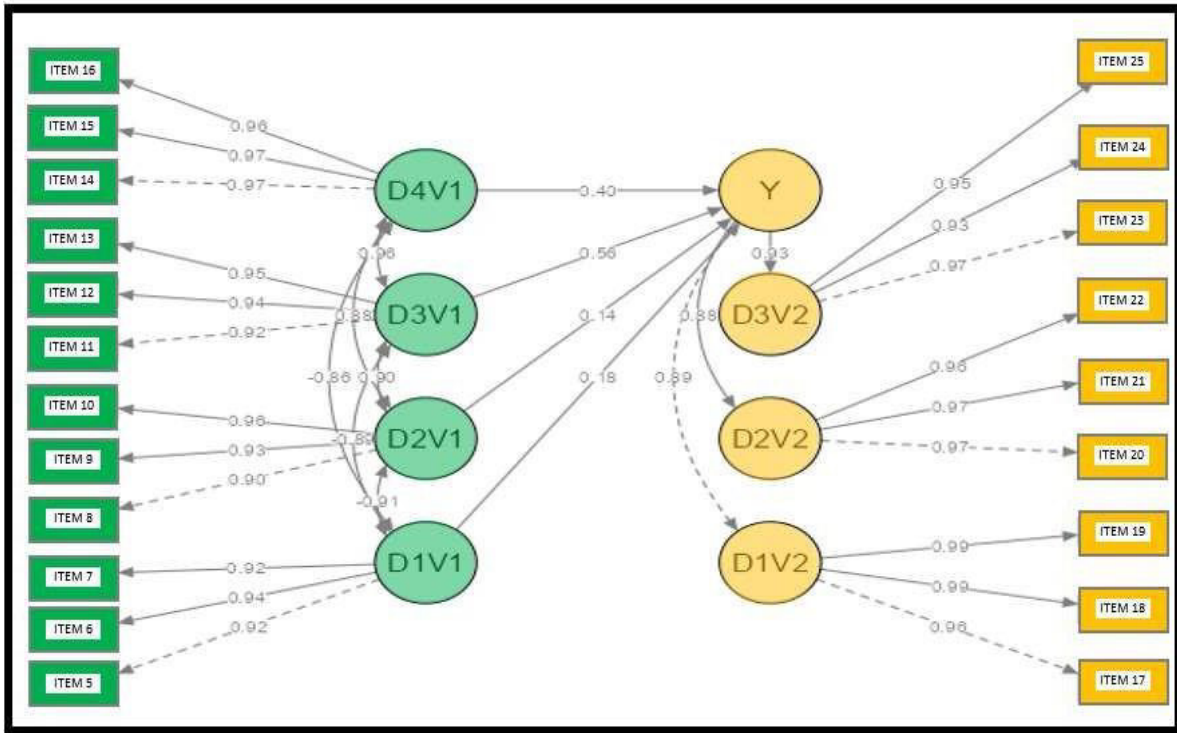 ITEM 16
ITEM 15
ITEM 14
ITEM 13
ITEM 12
ITEM 11
ITEM 10
ITEM 9
ITEM 8
ITEM 7
ITEM 6
ITEM 5
0.96
0.97
0.97
0.95
0.94
0.92
0.96
0.93
0.90
0.92
0.94
0.92
D4V1
D3V1
D2V1
D1V1
0.96
0.88
-0.86
0.90
-0.89
-0.91
0.40
0.56
0.14
0.18
Y
D3V2
D2V2
D1V2
0.93
0.88
0.89
0.95
0.93
0.97
0.96
0.97
0.97
0.99
0.99
0.96
ITEM 25
ITEM 24
ITEM 23
ITEM 22
ITEM 21
ITEM 20
ITEM 19
ITEM 18
ITEM 17